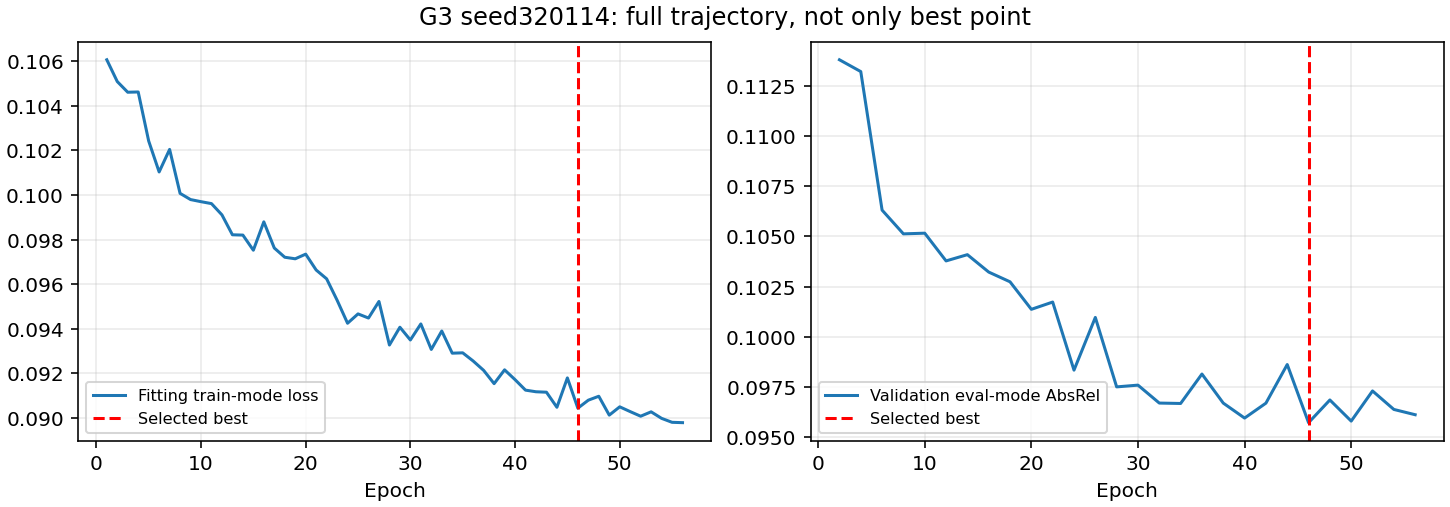 G3 seed320114: full trajectory, not only best point
0.106
0.104
0.102
0.100
0.098
0.096
0.094
0.092
0.090
Fitting train-mode loss
Selected best
0 10 20 30 40 50
Epoch
0.1125
0.1100
0.1075
0.1050
0.1025
0.1000
0.0975
0.0950
Validation eval-mode AbsRel
Selected best
0 10 20 30 40 50
Epoch